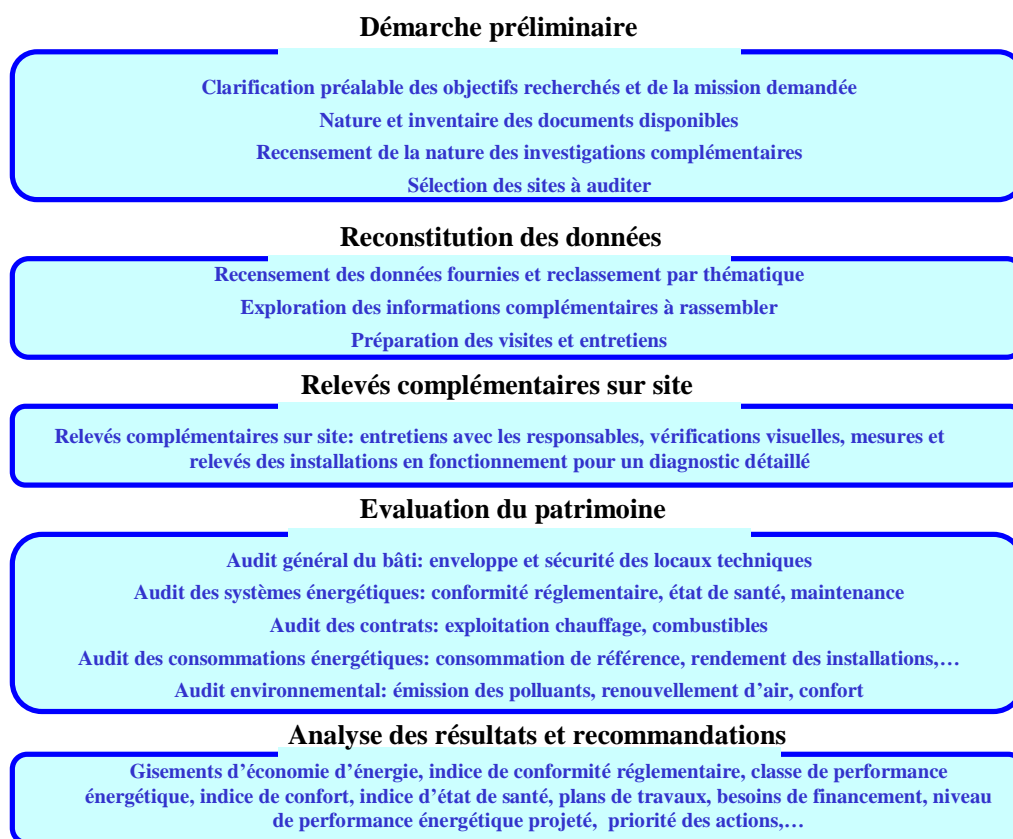 Démarche préliminaire
Clarification préalable des objectifs recherchés et de la mission demandée
Nature et inventaire des documents disponibles
Recensement de la nature des investigations complémentaires
Sélection des sites à auditer
Reconstitution des données
Recensement des données fournies et reclassement par thématique
Exploration des informations complémentaires à rassembler
Préparation des visites et entretiens
Relevés complémentaires sur site
Relevés complémentaires sur site: entretiens avec les responsables, vérifications visuelles, mesures et
relevés des installations en fonctionnement pour un diagnostic détaillé
Evaluation du patrimoine
Audit général du bâti: enveloppe et sécurité des locaux techniques
Audit des systèmes énergétiques: conformité réglementaire, état de santé, maintenance
Audit des contrats: exploitation chauffage, combustibles
Audit des consommations énergétiques: consommation de référence, rendement des installations,…
Audit environnemental: émission des polluants, renouvellement d’air, confort
Analyse des résultats et recommandations
Gisements d’économie d’énergie, indice de conformité réglementaire, classe de performance
énergétique, indice de confort, indice d’état de santé, plans de travaux, besoins de financement, niveau
de performance énergétique projeté, priorité des actions,…